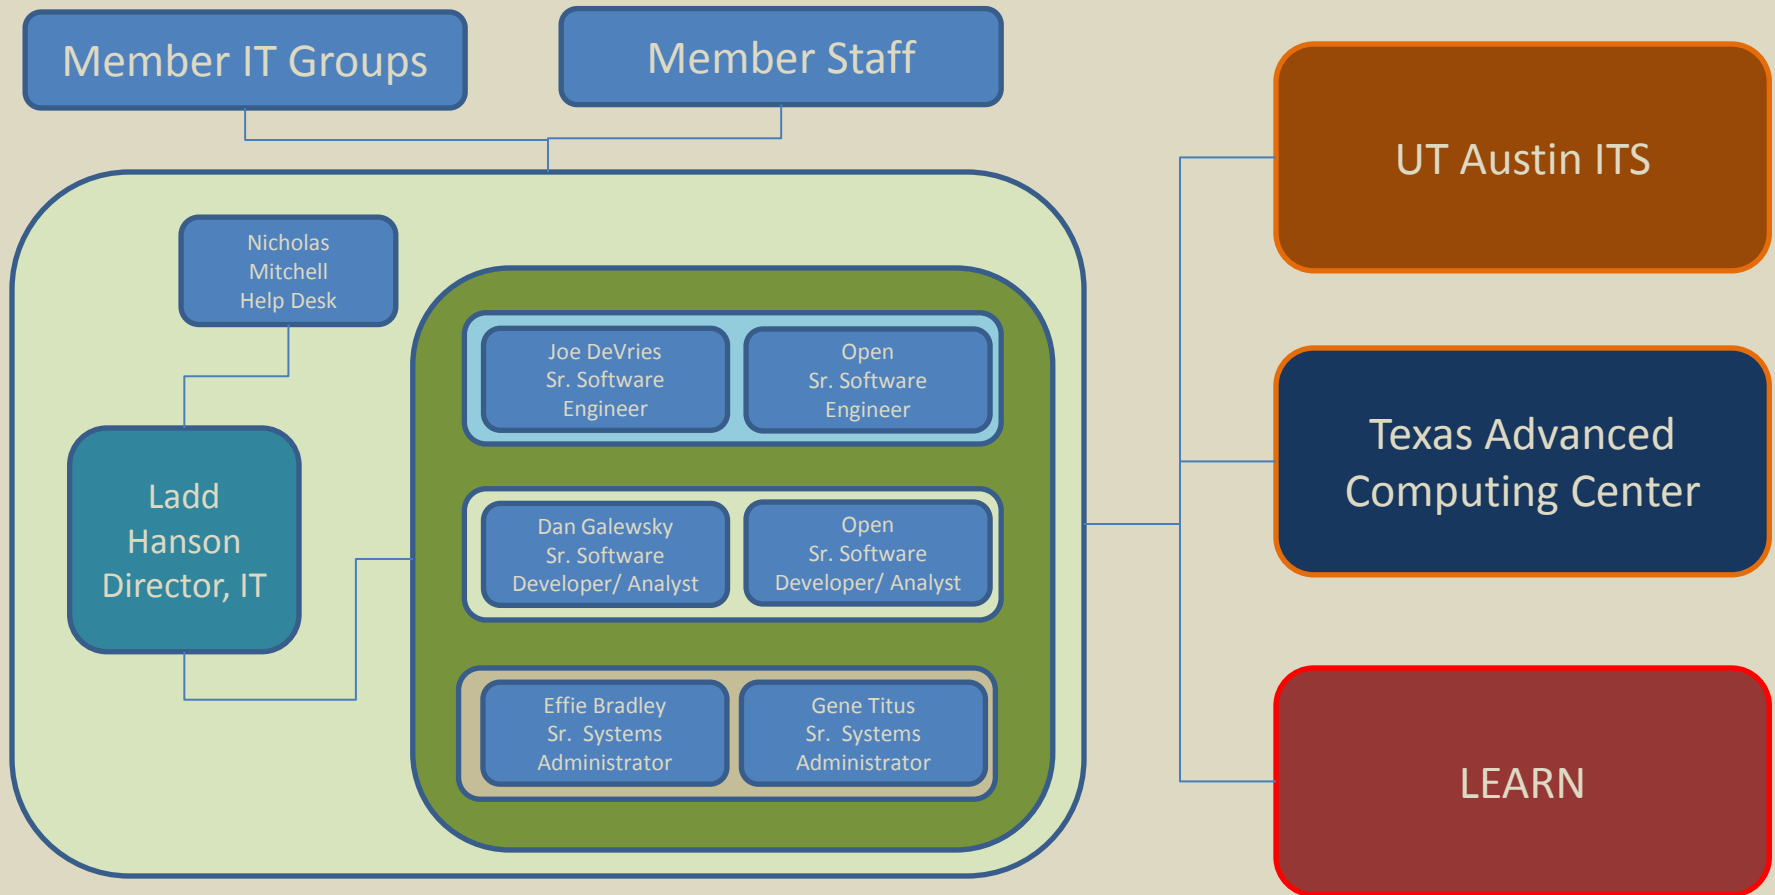 Member IT Groups
Member Staff
UT Austin ITS
Nicholas
Mitchell
Help Desk
Joe DeVries
Sr. Software
Engineer
Open
Sr. Software
Engineer
Texas Advanced
Computing Center
Ladd
Hanson
Director, IT
Dan Galewsky
Sr. Software
Developer/ Analyst
Open
Sr. Software
Developer/ Analyst
Effie Bradley
Sr. Systems
Administrator
Gene Titus
Sr. Systems
Administrator
LEARN